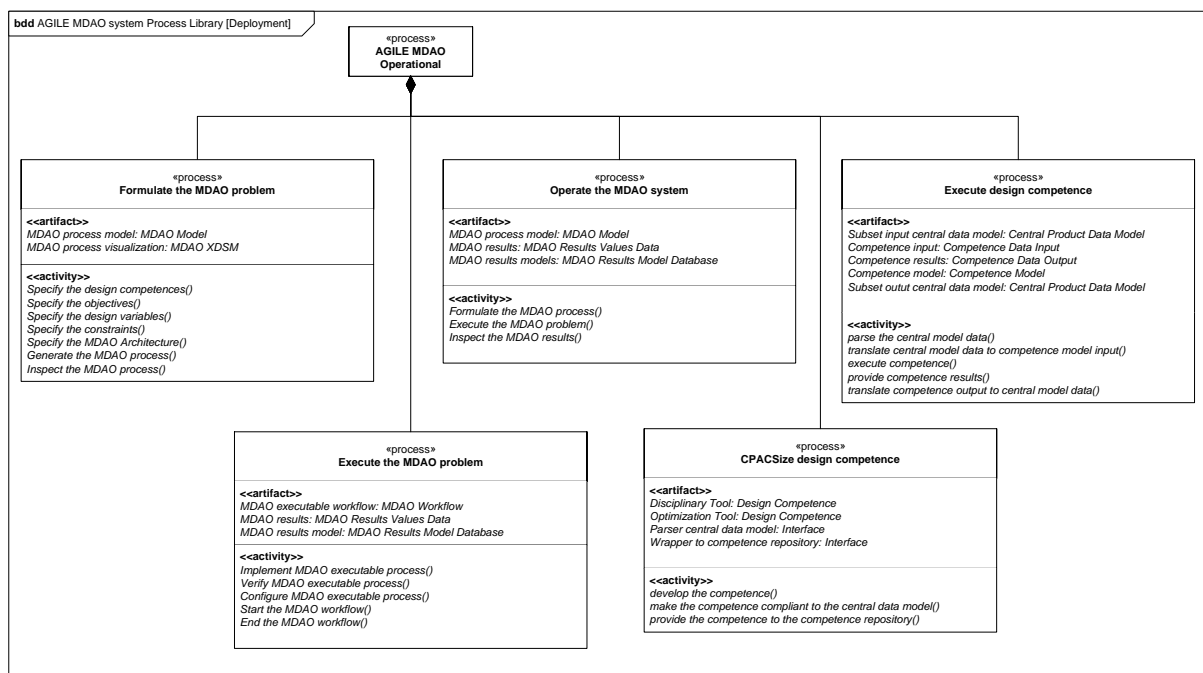 bdd AGILE MDAO system Process Library [Deployment]
«process»
AGILE MDAO
Operational
«process»
Formulate the MDAO problem
<<artifact>>
MDAO process model: MDAO Model
MDAO process visualization: MDAO XDSM
<<activity>>
Specify the design competences()
Specify the objectives()
Specify the design variables()
Specify the constraints()
Specify the MDAO Architecture()
Generate the MDAO process()
Inspect the MDAO process()
«process»
Operate the MDAO system
<<artifact>>
MDAO process model: MDAO Model
MDAO results: MDAO Results Values Data
MDAO results models: MDAO Results Model Database
<<activity>>
Formulate the MDAO process()
Execute the MDAO problem()
Inspect the MDAO results()
«process»
Execute design competence
<<artifact>>
Subset input central data model: Central Product Data Model
Competence input: Competence Data Input
Competence results: Competence Data Output
Competence model: Competence Model
Subset outut central data model: Central Product Data Model
<<activity>>
parse the central model data()
translate central model data to competence model input()
execute competence()
provide competence results()
translate competence output to central model data()
«process»
Execute the MDAO problem
<<artifact>>
MDAO executable workflow: MDAO Workflow
MDAO results: MDAO Results Values Data
MDAO results model: MDAO Results Model Database
<<activity>>
Implement MDAO executable process()
Verify MDAO executable process()
Configure MDAO executable process()
Start the MDAO workflow()
End the MDAO workflow()
«process»
CPACSize design competence
<<artifact>>
Disciplinary Tool: Design Competence
Optimization Tool: Design Competence
Parser central data model: Interface
Wrapper to competence repository: Interface
<<activity>>
develop the competence()
make the competence compliant to the central data model()
provide the competence to the competence repository()